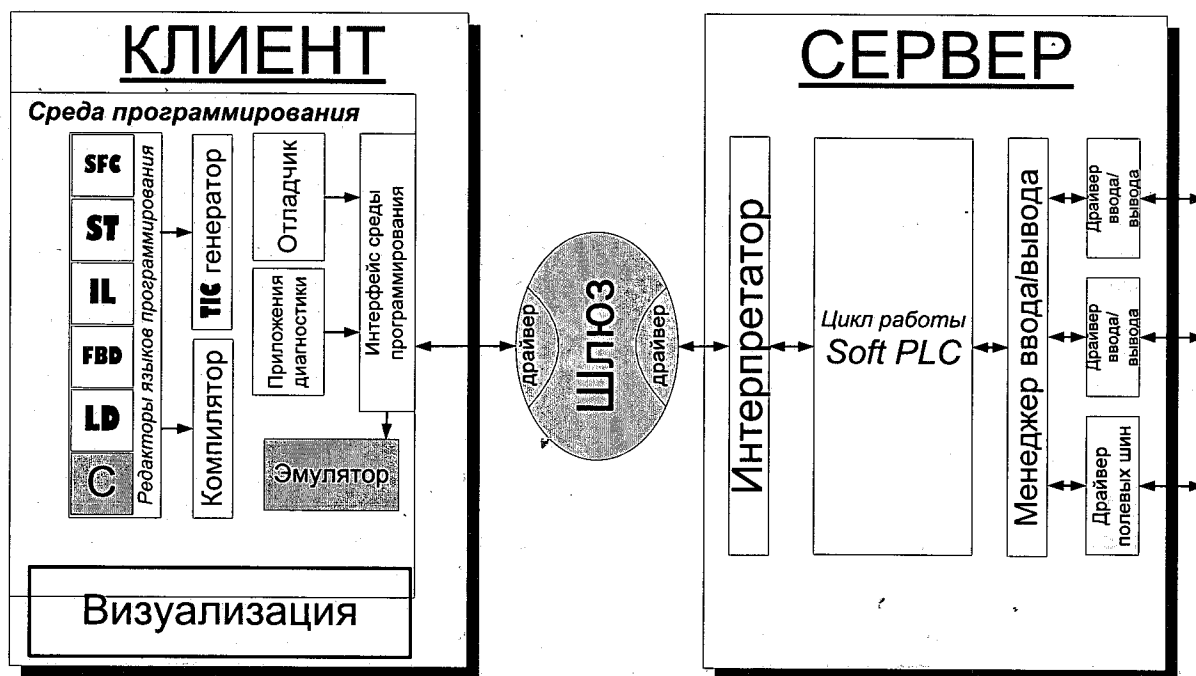 КЛИЕНТ
Среда программирования
SFC
ST
IL
FBD
LD
C
Редакторы языков программирования
TIC генератор
Компилятор
Отладчик
Приложения
диагностики
Интерфейс среды
программирования
Эмулятор
Визуализация
драйвер
Шлюз
драйвер
СЕРВЕР
Интерпретатор
Цикл работы
Soft PLC
Менеджер ввода/вывода
Драйвер
ввода/
вывода
Драйвер
ввода/
вывода
Драйвер
полевых шин